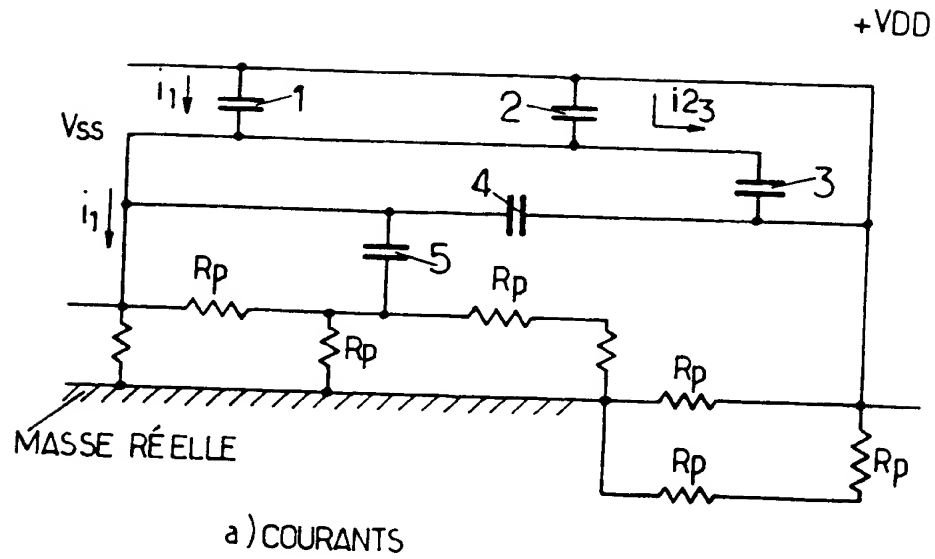 +VDD
i1
1
2
i23
Vss
3
4
i1
5
Rp
Rp
Rp
Rp
MASSE RÉELLE
Rp
Rp
a) COURANTS